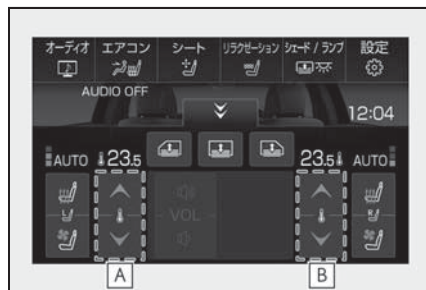 オーディオ エアコン シート リラクゼーション シェード / ランプ 設定
AUDIO OFF
12:04
AUTO 23.5 23.5 AUTO
L VOL R
A B